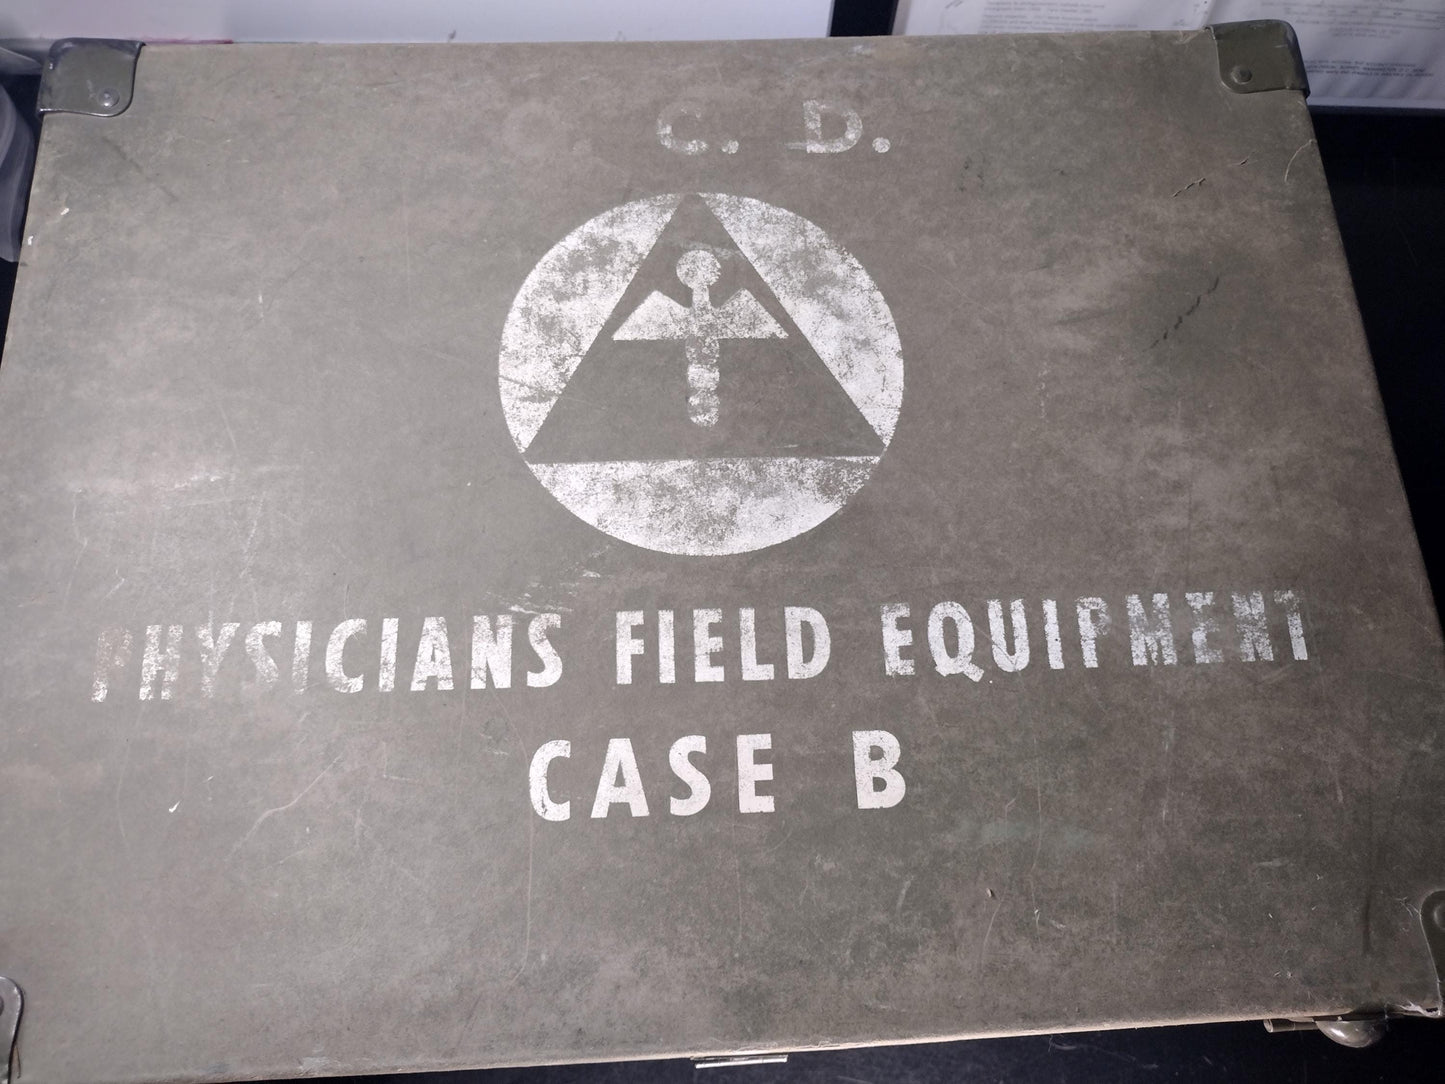 C. D.
PHYSICIANS FIELD EQUIPMENT
CASE B